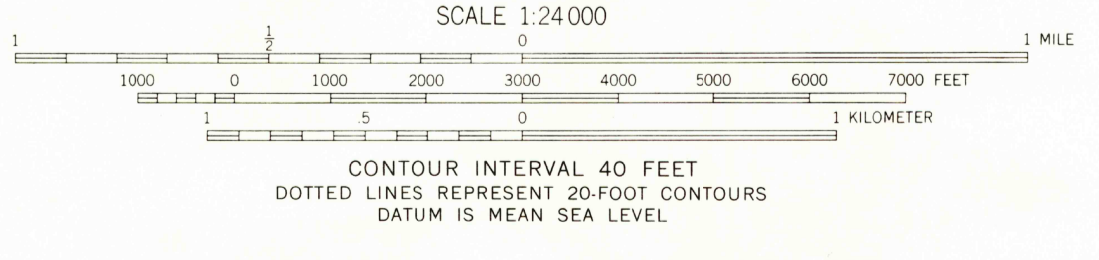 SCALE 1:24 000
1 1/2 0 1 MILE
1000 0 1000 2000 3000 4000 5000 6000 7000 FEET
1 .5 0 1 KILOMETER
CONTOUR INTERVAL 40 FEET
DOTTED LINES REPRESENT 20-FOOT CONTOURS
DATUM IS MEAN SEA LEVEL